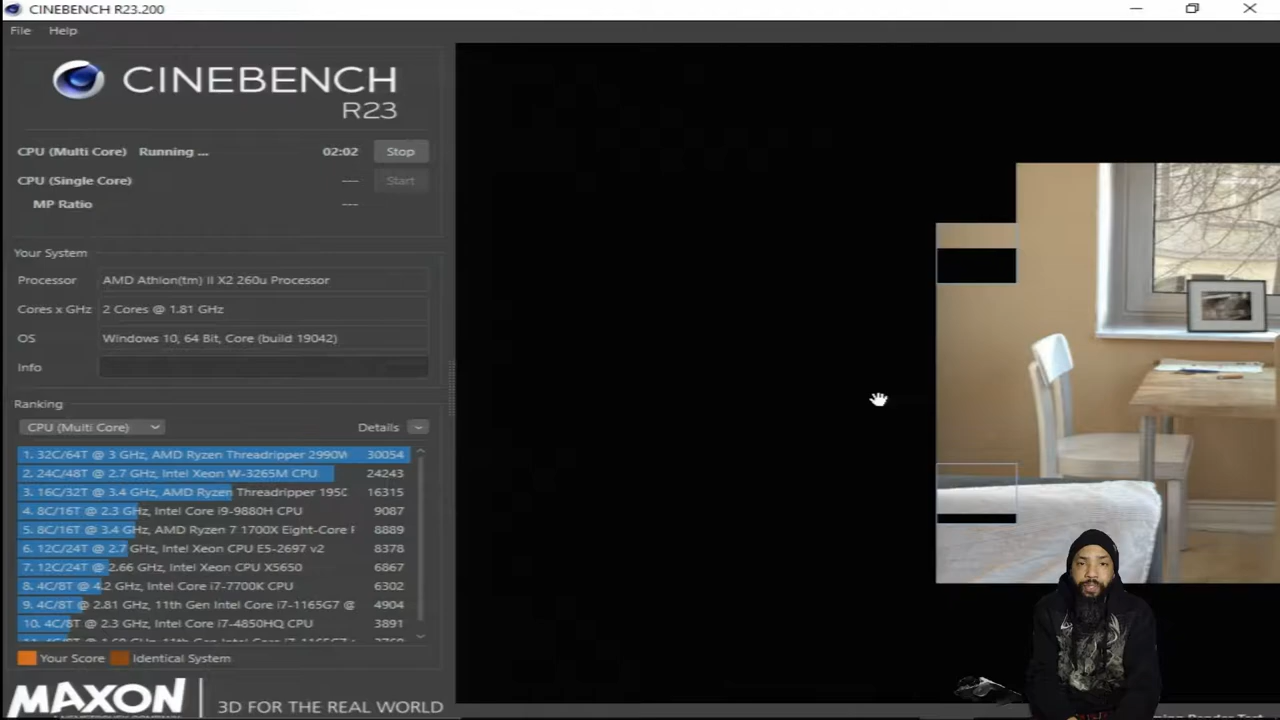 CINEBENCH R23.200
File Help
CINEBENCH
R23
CPU (Multi Core) Running ... 02:02 Stop
CPU (Single Core) --- Start
MP Ratio ---
Your System
Processor AMD Athlon(tm) II X2 260u Processor
Cores x GHz 2 Cores @ 1.81 GHz
OS Windows 10, 64 Bit, Core (build 19042)
Info
Ranking
CPU (Multi Core) Details
1. 32C/64T @ 3 GHz, AMD Ryzen Threadripper 2990W 30054
2. 24C/48T @ 2.7 GHz, Intel Xeon W-3265M CPU 24243
3. 16C/32T @ 3.4 GHz, AMD Ryzen Threadripper 195 16315
4. 8C/16T @ 2.3 GHz, Intel Core i9-9880H CPU 9087
5. 8C/16T @ 3.4 GHz, AMD Ryzen 7 1700X Eight-Core 8889
6. 12C/24T @ 2.7 GHz, Intel Xeon CPU E5-2697 v2 8378
7. 12C/24T @ 2.66 GHz, Intel Xeon CPU X5650 6867
8. 4C/8T @ 4.2 GHz, Intel Core i7-7700K CPU 6302
9. 4C/8T @ 2.81 GHz, 11th Gen Intel Core i7-1165G7 @ 4904
10. 4C/8T @ 2.3 GHz, Intel Core i7-4850HQ CPU 3891
Your Score Identical System
MAXON 3D FOR THE REAL WORLD